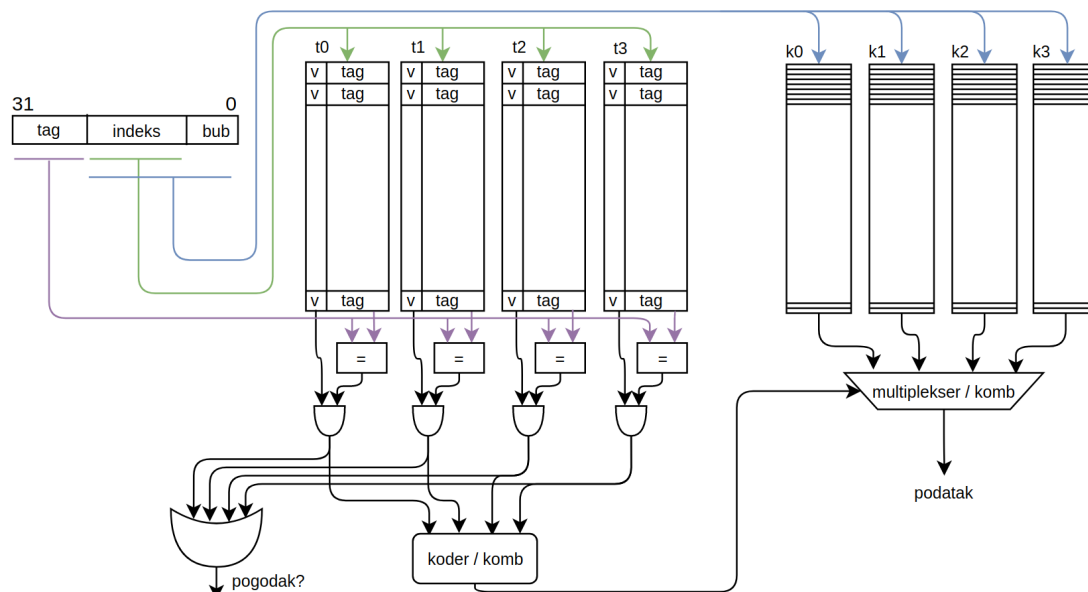 t0 t1 t2 t3
k0 k1 k2 k3
v tag v tag v tag v tag
v tag v tag v tag v tag
31 0
tag indeks bub
v tag v tag v tag v tag
= = = =
multiplekser / komb
podatak
koder / komb
pogodak?